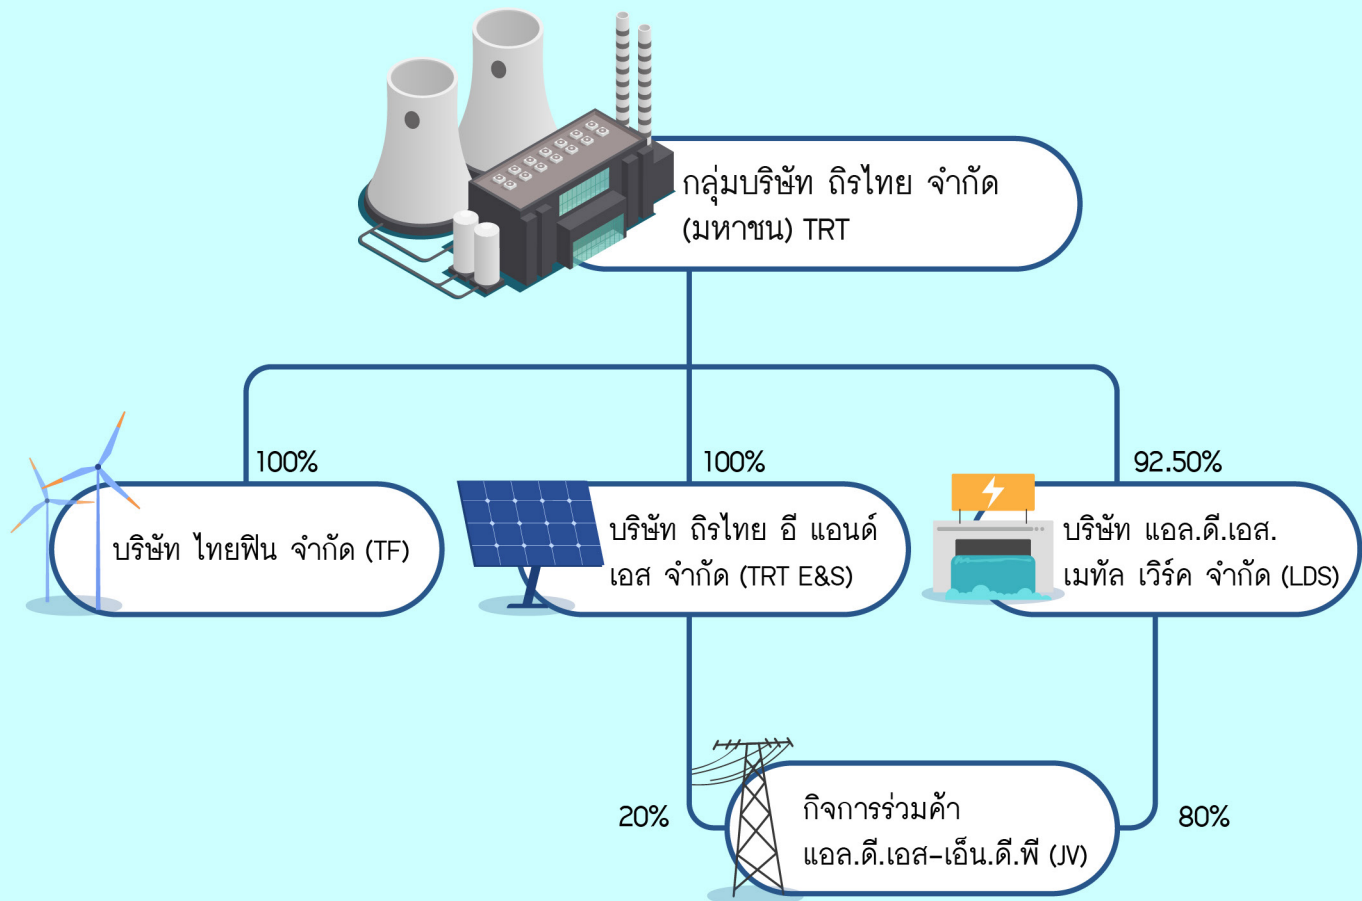 กลุ่มบริษัท ถิรไทย จำกัด
(มหาชน) TRT
100%
100%
92.50%
บริษัท ไทยฟิน จำกัด (TF)
บริษัท ถิรไทย อี แอนด์
เอส จำกัด (TRT E&S)
บริษัท แอล.ดี.เอส.
เมทัล เวิร์ค จำกัด (LDS)
20%
80%
กิจการร่วมค้า
แอล.ดี.เอส-เอ็น.ดี.พี (JV)